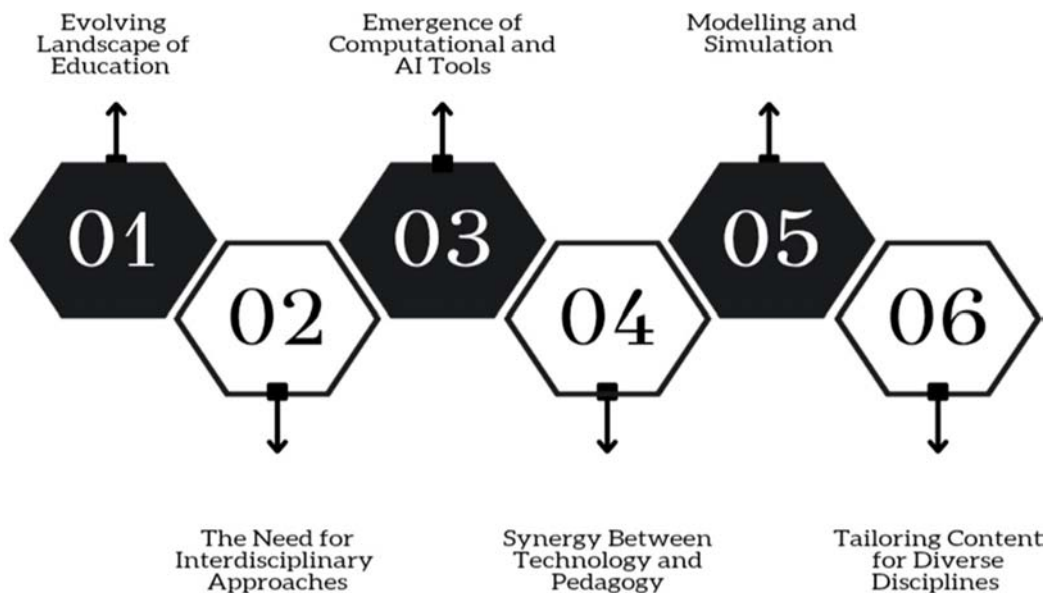 Evolving
Landscape of
Education
Emergence of
Computational and
AI Tools
Modelling and
Simulation
01
03
05
02
04
06
The Need for
Interdisciplinary
Approaches
Synergy Between
Technology and
Pedagogy
Tailoring Content
for Diverse
Disciplines